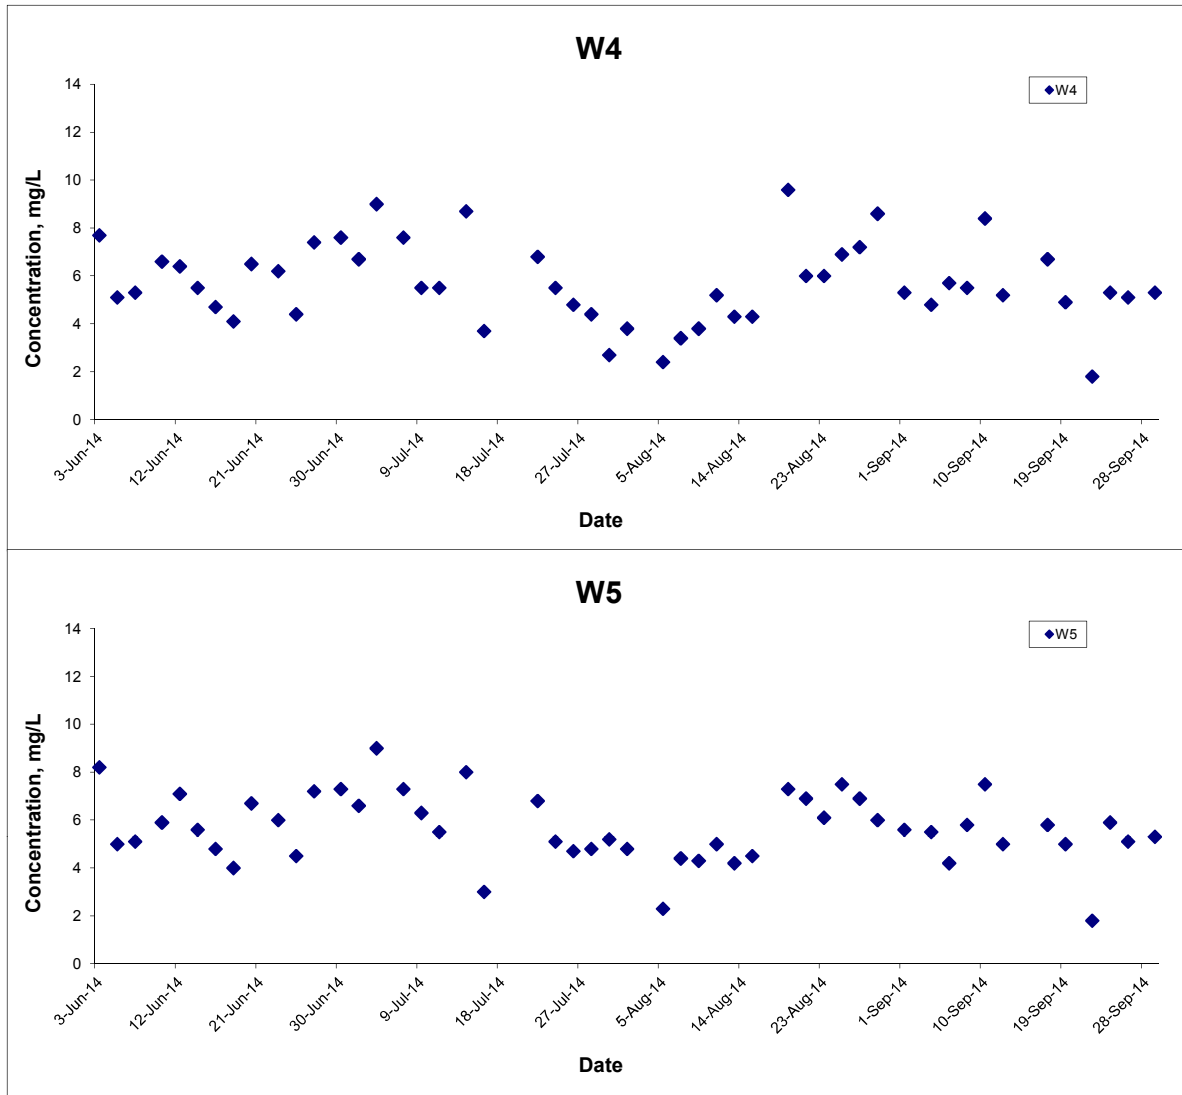 W4
W4
14
12
10
8
6
4
2
0
Concentration, mg/L
3-Jun-14
12-Jun-14
21-Jun-14
30-Jun-14
9-Jul-14
18-Jul-14
27-Jul-14
5-Aug-14
14-Aug-14
23-Aug-14
1-Sep-14
10-Sep-14
19-Sep-14
28-Sep-14
Date
W5
W5
14
12
10
8
6
4
2
0
Concentration, mg/L
3-Jun-14
12-Jun-14
21-Jun-14
30-Jun-14
9-Jul-14
18-Jul-14
27-Jul-14
5-Aug-14
14-Aug-14
23-Aug-14
1-Sep-14
10-Sep-14
19-Sep-14
28-Sep-14
Date